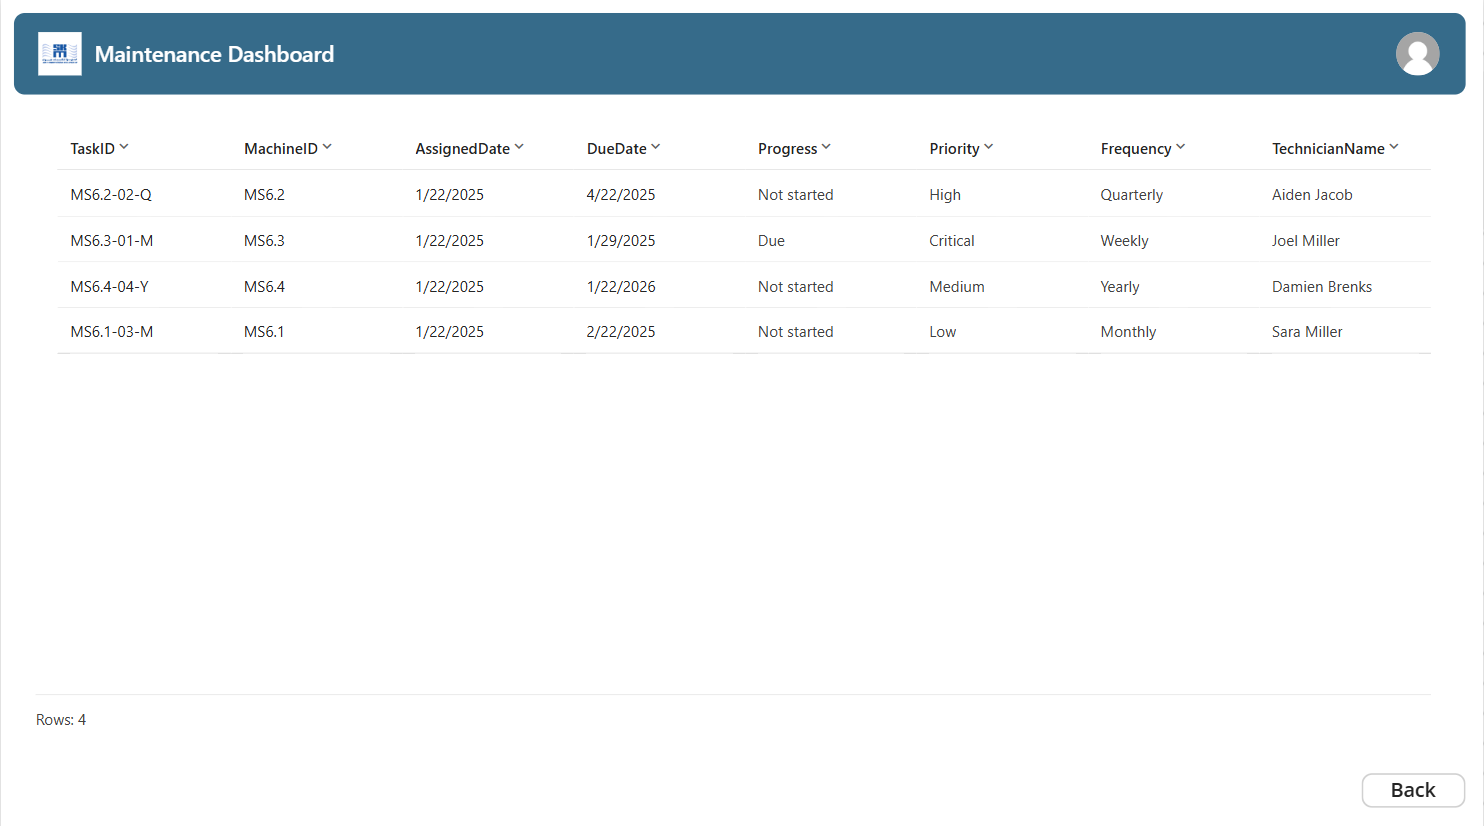 Maintenance Dashboard
TaskID MachineID AssignedDate DueDate Progress Priority Frequency TechnicianName
MS6.2-02-Q MS6.2 1/22/2025 4/22/2025 Not started High Quarterly Aiden Jacob
MS6.3-01-M MS6.3 1/22/2025 1/29/2025 Due Critical Weekly Joel Miller
MS6.4-04-Y MS6.4 1/22/2025 1/22/2026 Not started Medium Yearly Damien Brenks
MS6.1-03-M MS6.1 1/22/2025 2/22/2025 Not started Low Monthly Sara Miller
Rows: 4
Back